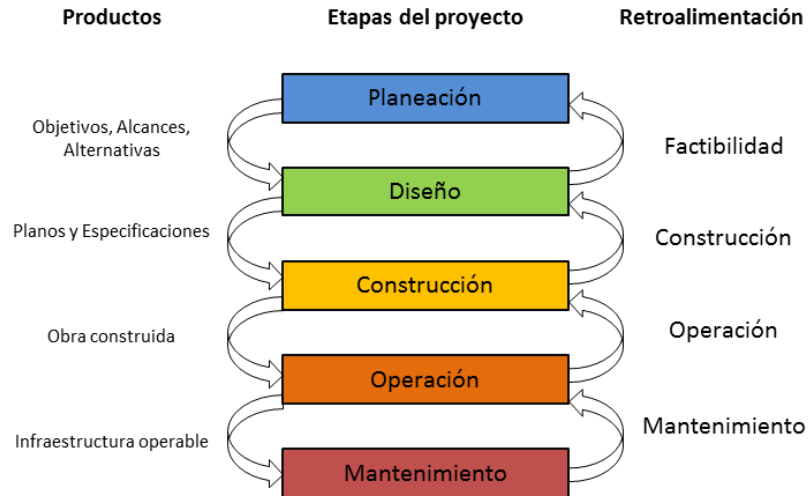 Productos
Etapas del proyecto
Retroalimentación
Planeación
Objetivos, Alcances,
Alternativas
Factibilidad
Diseño
Planos y Especificaciones
Construcción
Construcción
Obra construida
Operación
Operación
Infraestructura operable
Mantenimiento
Mantenimiento